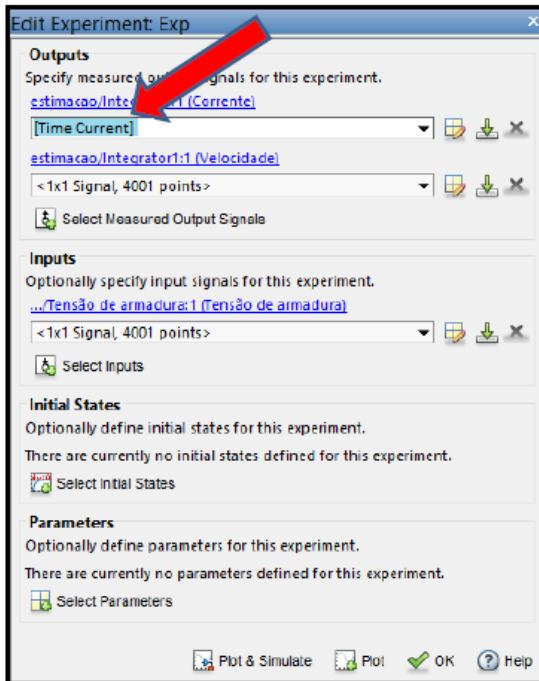 Edit Experiment: Exp
Outputs
Specify measured signals for this experiment.
(Corrente)
[Time Current]
estimacao/Integrator1:1 (Velocidade)
<1x1 Signal, 4001 points>
Select Measured Output Signals
Inputs
Optionally specify input signals for this experiment.
.../Tensão de armadura:1 (Tensão de armadura)
<1x1 Signal, 4001 points>
Select Inputs
Initial States
Optionally define initial states for this experiment.
There are currently no initial states defined for this experiment.
Select Initial States
Parameters
Optionally define parameters for this experiment.
There are currently no parameters defined for this experiment.
Select Parameters
Plot & Simulate Plot OK Help